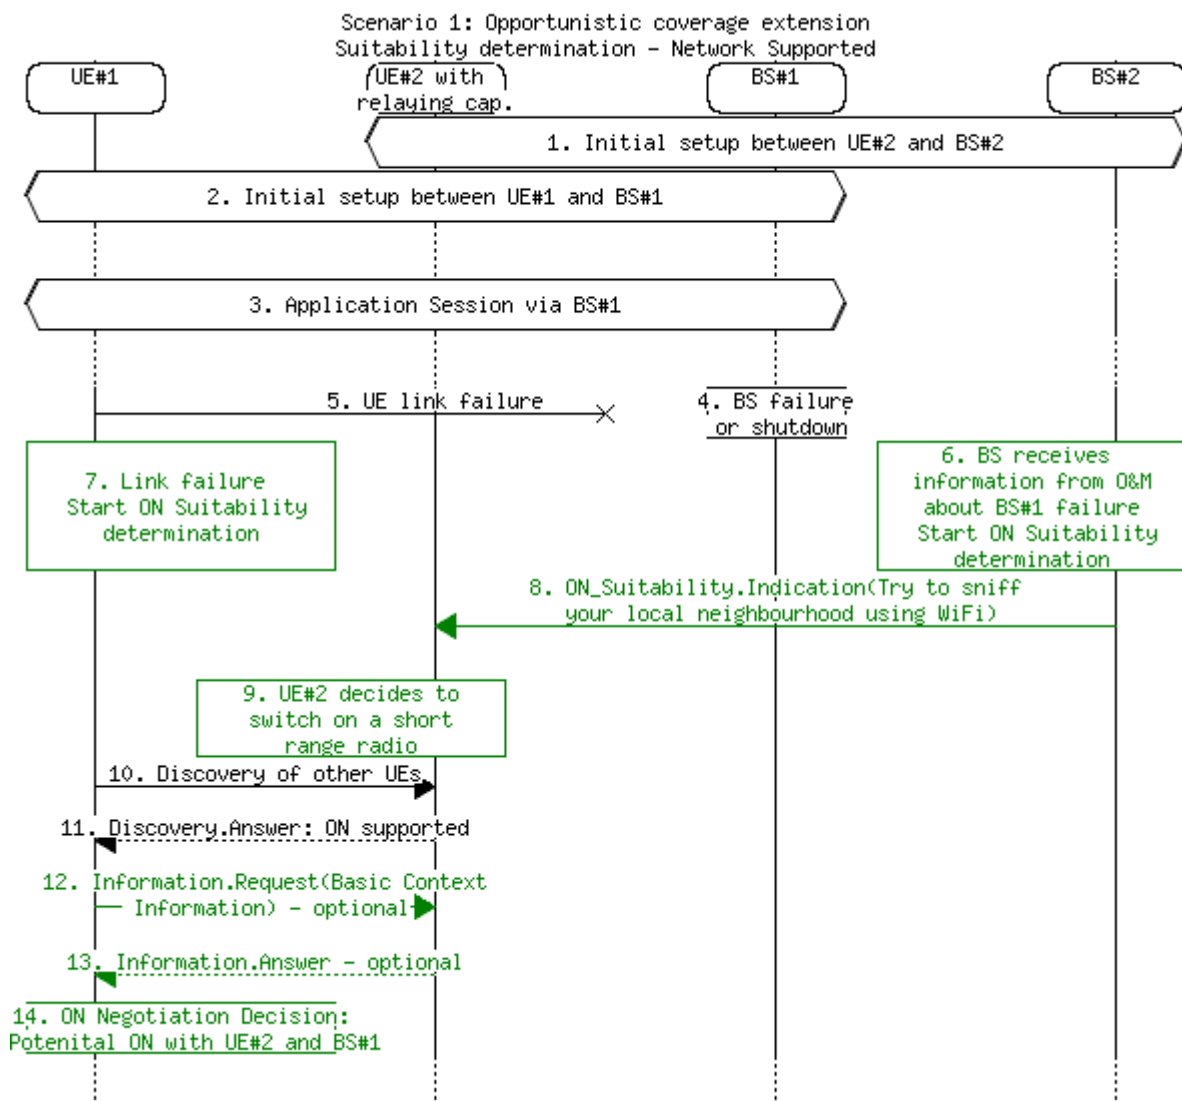 Scenario 1: Opportunistic coverage extension
Suitability determination – Network Supported
UE#1
UE#2 with
relaying cap.
BS#1
BS#2
1. Initial setup between UE#2 and BS#2
2. Initial setup between UE#1 and BS#1
3. Application Session via BS#1
5. UE link failure
4. BS failure
or shutdown
7. Link failure
Start ON Suitability
determination
6. BS receives
information from O&M
about BS#1 failure
Start ON Suitability
determination
8. ON_Suitability.Indication(Try to sniff
your local neighbourhood using WiFi)
9. UE#2 decides to
switch on a short
range radio
10. Discovery of other UEs
11. Discovery.Answer: ON supported
12. Information.Request(Basic Context
Information) – optional
13. Information.Answer – optional
14. ON Negotiation Decision:
Potenital ON with UE#2 and BS#1